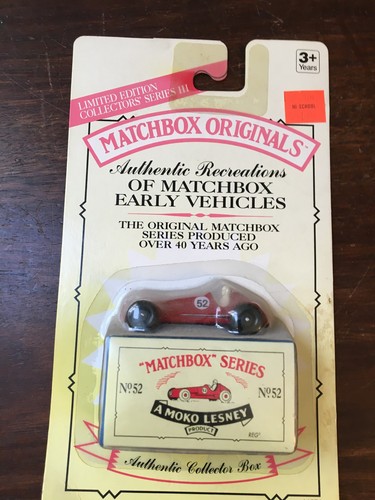 3+
Years
LIMITED EDITION
COLLECTORS' SERIES III
MATCHBOX ORIGINALS
Authentic Recreations
OF MATCHBOX
EARLY VEHICLES
THE ORIGINAL MATCHBOX
SERIES PRODUCED
OVER 40 YEARS AGO
52
"MATCHBOX" SERIES
No 52
No 52
A MOKO LESNEY
PRODUCT
REGD
Authentic Collector Box